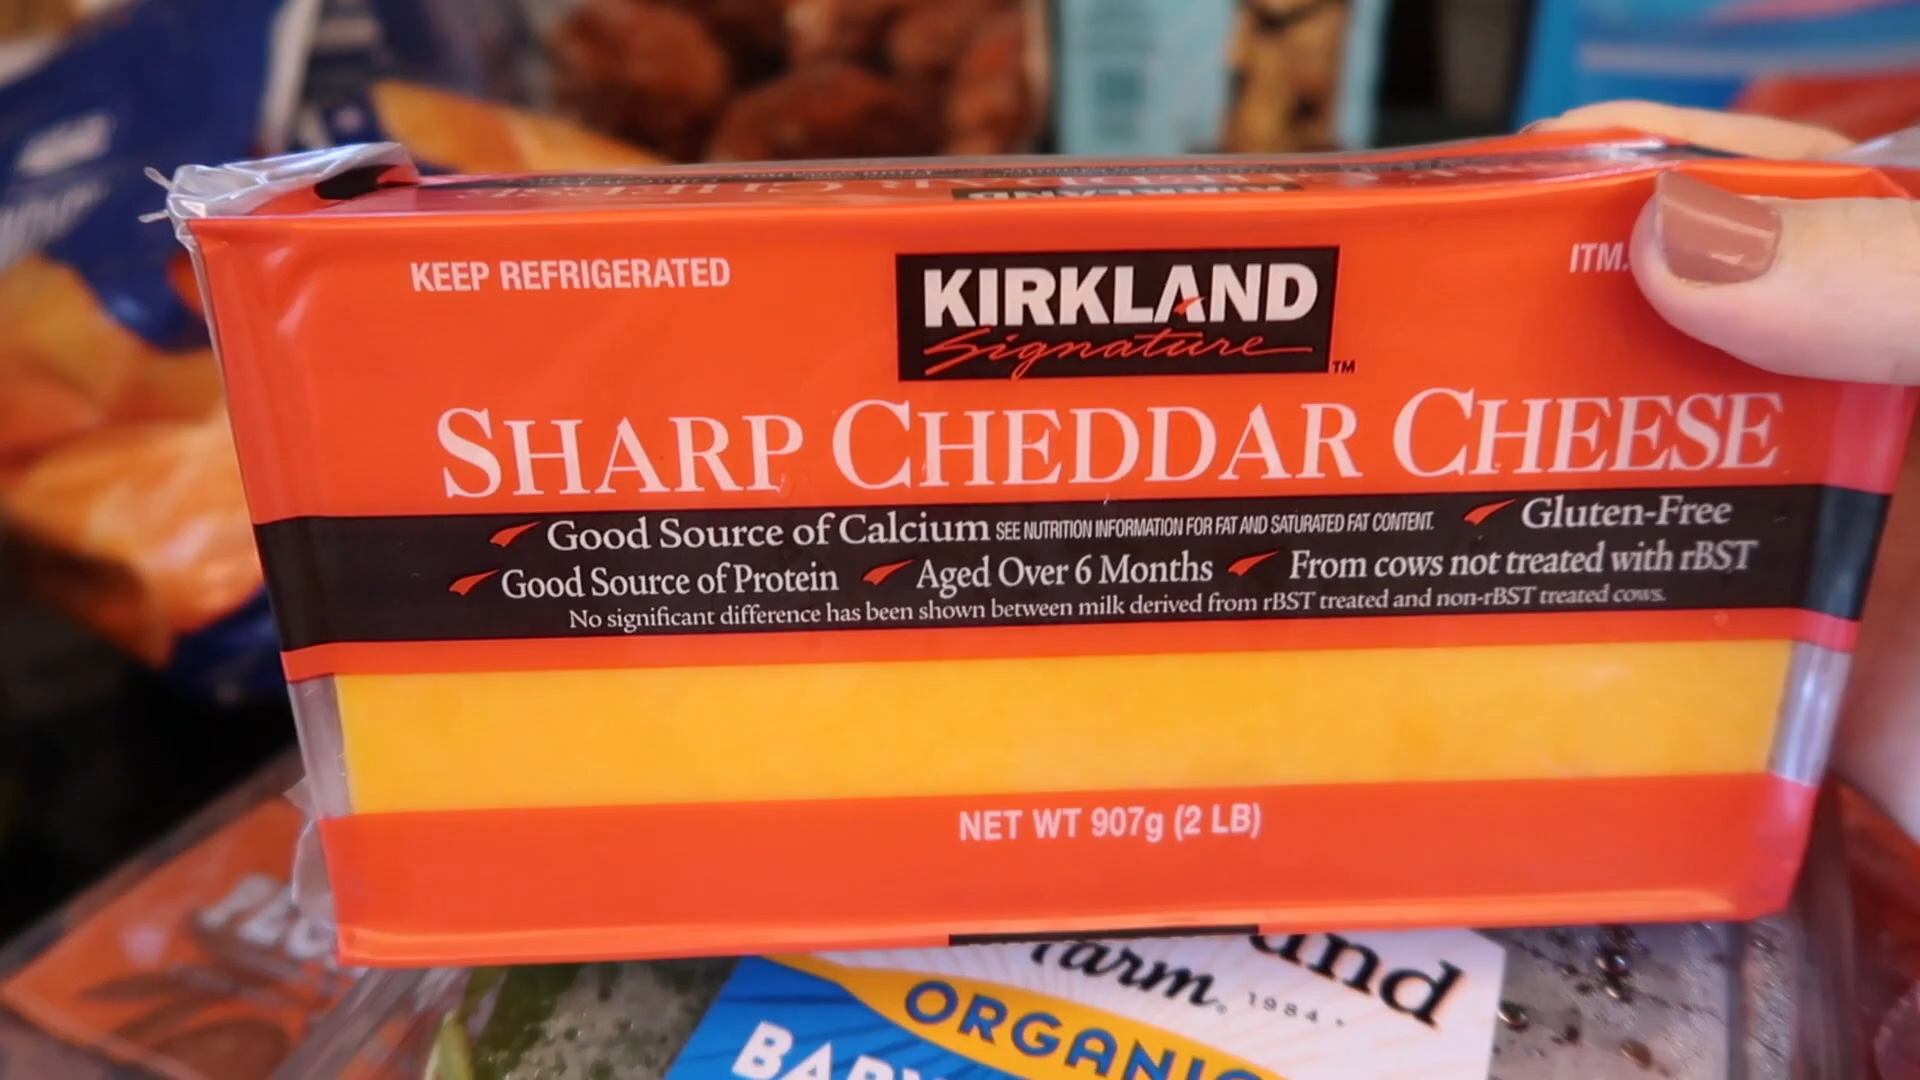 KEEP REFRIGERATED
KIRKLAND
Signature™
ITM.
SHARP CHEDDAR CHEESE
Good Source of Calcium SEE NUTRITION INFORMATION FOR FAT AND SATURATED FAT CONTENT. Gluten-Free
Good Source of Protein Aged Over 6 Months From cows not treated with rBST
No significant difference has been shown between milk derived from rBST treated and non-rBST treated cows.
NET WT 907g (2 LB)
Farm. 1984
ORGANIC
BABY